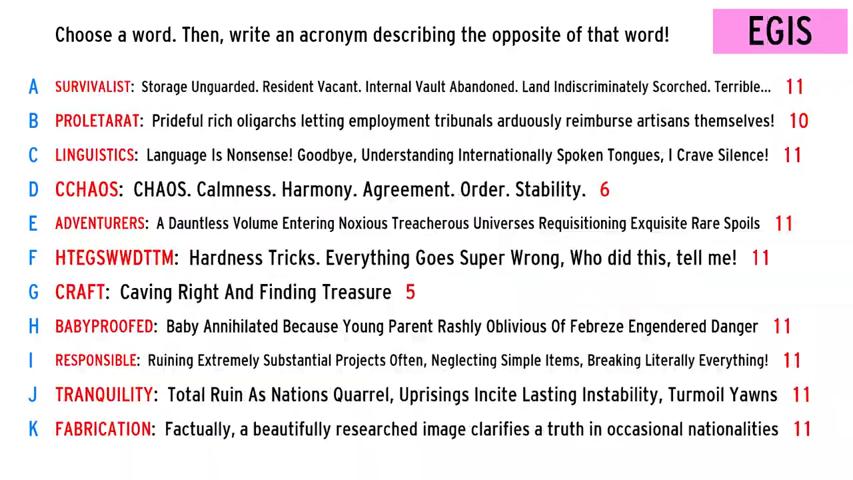 Choose a word. Then, write an acronym describing the opposite of that word!
EGIS
A SURVIVALIST: Storage Unguarded. Resident Vacant. Internal Vault Abandoned. Land Indiscriminately Scorched. Terrible... 11
B PROLETARAT: Prideful rich oligarchs letting employment tribunals arduously reimburse artisans themselves! 10
C LINGUISTICS: Language Is Nonsense! Goodbye, Understanding Internationally Spoken Tongues, I Crave Silence! 11
D CCHAOS: CHAOS. Calmness. Harmony. Agreement. Order. Stability. 6
E ADVENTURERS: A Dauntless Volume Entering Noxious Treacherous Universes Requisitioning Exquisite Rare Spoils 11
F HTEGSWWDTTM: Hardness Tricks. Everything Goes Super Wrong, Who did this, tell me! 11
G CRAFT: Caving Right And Finding Treasure 5
H BABYPROOFED: Baby Annihilated Because Young Parent Rashly Oblivious Of Febreze Engendered Danger 11
I RESPONSIBLE: Ruining Extremely Substantial Projects Often, Neglecting Simple Items, Breaking Literally Everything! 11
J TRANQUILITY: Total Ruin As Nations Quarrel, Uprisings Incite Lasting Instability, Turmoil Yawns 11
K FABRICATION: Factually, a beautifully researched image clarifies a truth in occasional nationalities 11